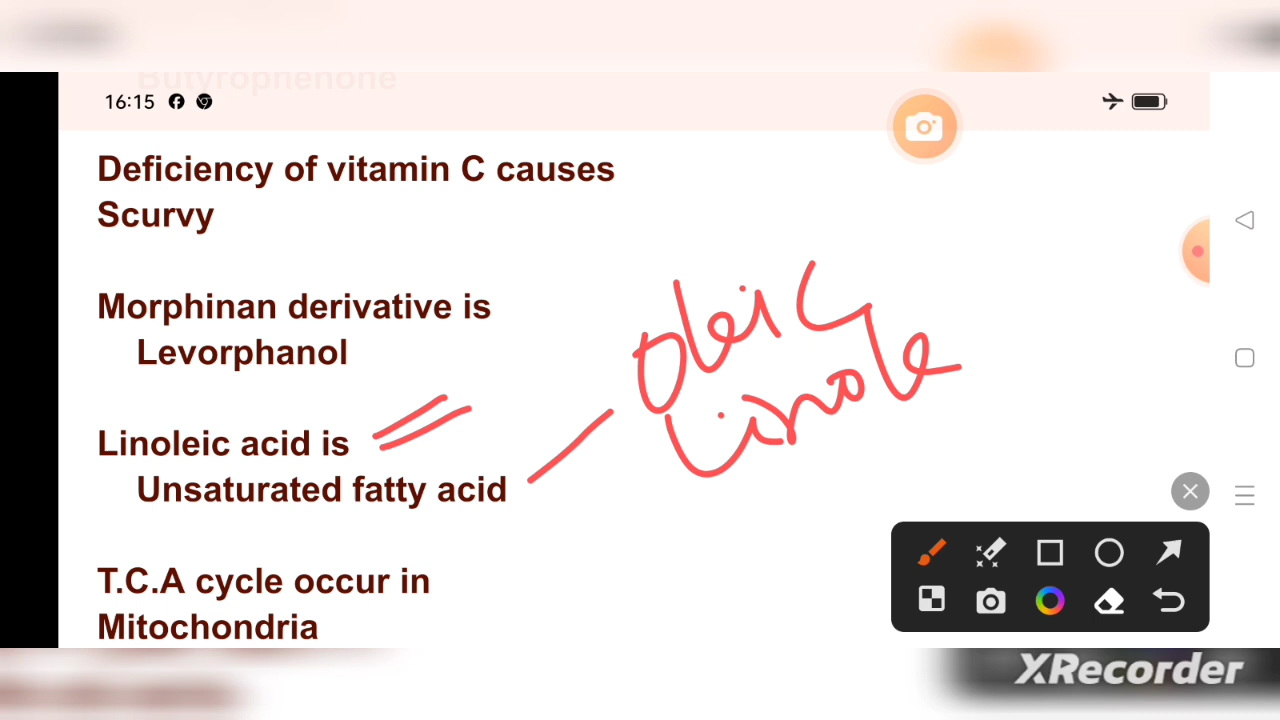 Butyrophenone
16:15
Deficiency of vitamin C causes
Scurvy
Morphinan derivative is
Levorphanol
Oleic
Linole
Linoleic acid is
Unsaturated fatty acid
T.C.A cycle occur in
Mitochondria
XRecorder